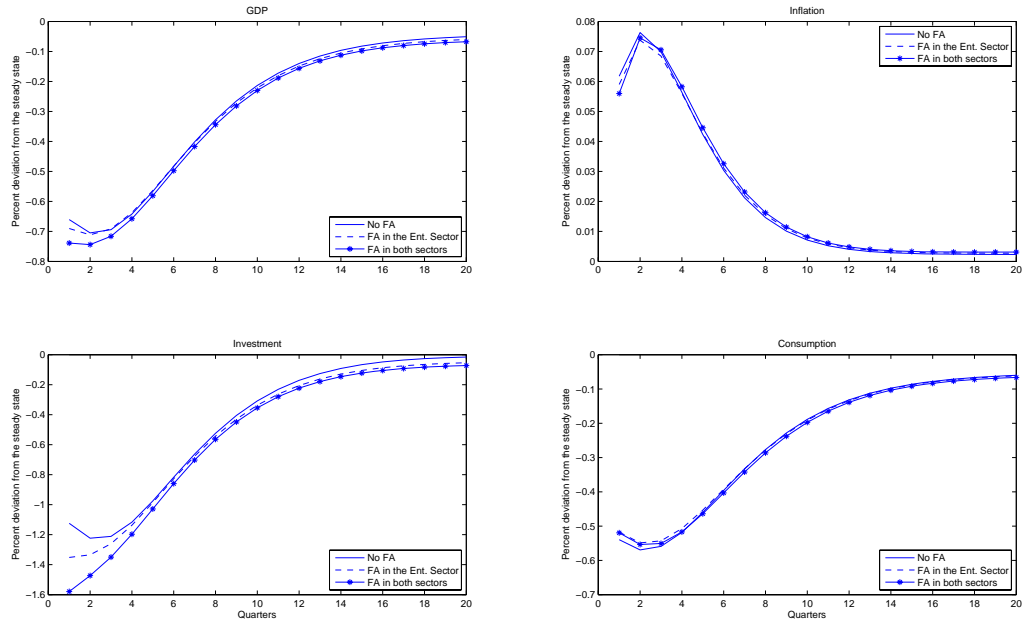 GDP
Percent deviation from the steady state
0
−0.1
−0.2
−0.3
−0.4
−0.5
−0.6
−0.7
−0.8
0 2 4 6 8 10 12 14 16 18 20
No FA
FA in the Ent. Sector
FA in both sectors
Inflation
Percent deviation from the steady state
0.08
0.07
0.06
0.05
0.04
0.03
0.02
0.01
0
0 2 4 6 8 10 12 14 16 18 20
No FA
FA in the Ent. Sector
FA in both sectors
Investment
Percent deviation from the steady state
0
−0.2
−0.4
−0.6
−0.8
−1
−1.2
−1.4
−1.6
0 2 4 6 8 10 12 14 16 18 20
Quarters
No FA
FA in the Ent. Sector
FA in both sectors
Consumption
Percent deviation from the steady state
0
−0.1
−0.2
−0.3
−0.4
−0.5
−0.6
−0.7
0 2 4 6 8 10 12 14 16 18 20
Quarters
No FA
FA in the Ent. Sector
FA in both sectors